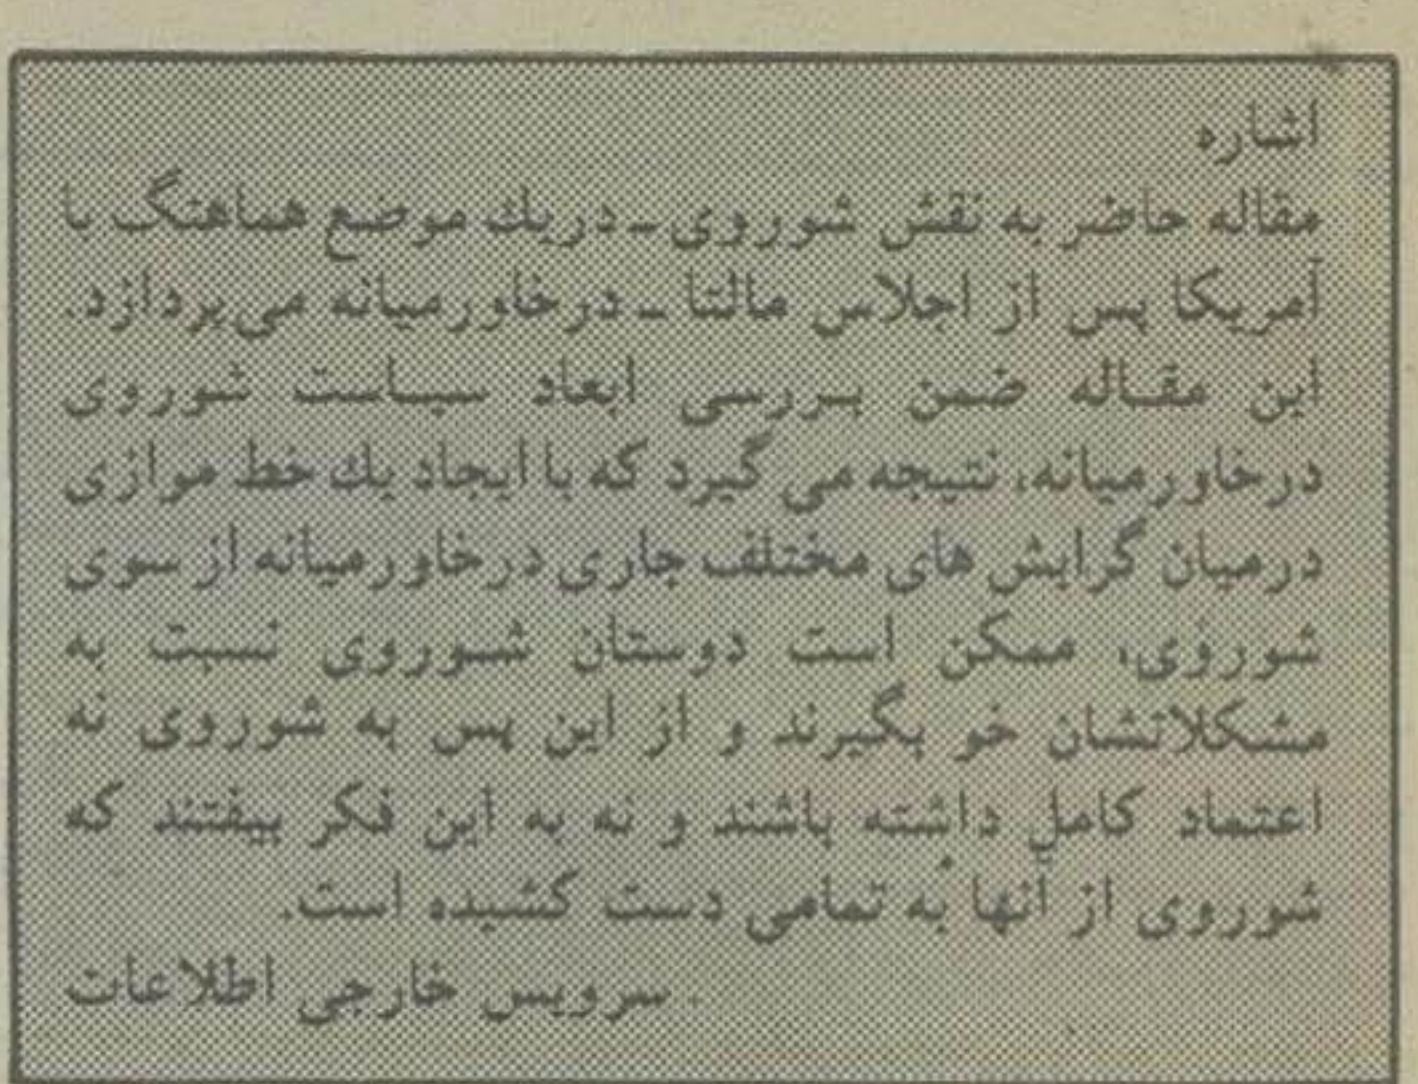 اشاره
مقاله حاضر به نقش شوروی ـ دریك موضع هماهنگ با
آمریکا پس از اجلاس مالتا ـ درخاورمیانه می‌پردازد.
این مقاله ضمن بررسی ابعاد سیاست شوروی
درخاورمیانه، نتیجه می گیرد که با ایجاد یك خط موازی
درمیان گرایش های مختلف جاری درخاورمیانه از سوی
شوروی، ممکن است دوستان شوروی نسبت به
مشکلاتشان خو بگیرند و از این پس به شوروی نه
اعتماد کامل داشته باشند و نه به این فکر بیفتند که
شوروی از آنها به تمامی دست کشیده است.
سرویس خارجی اطلاعات